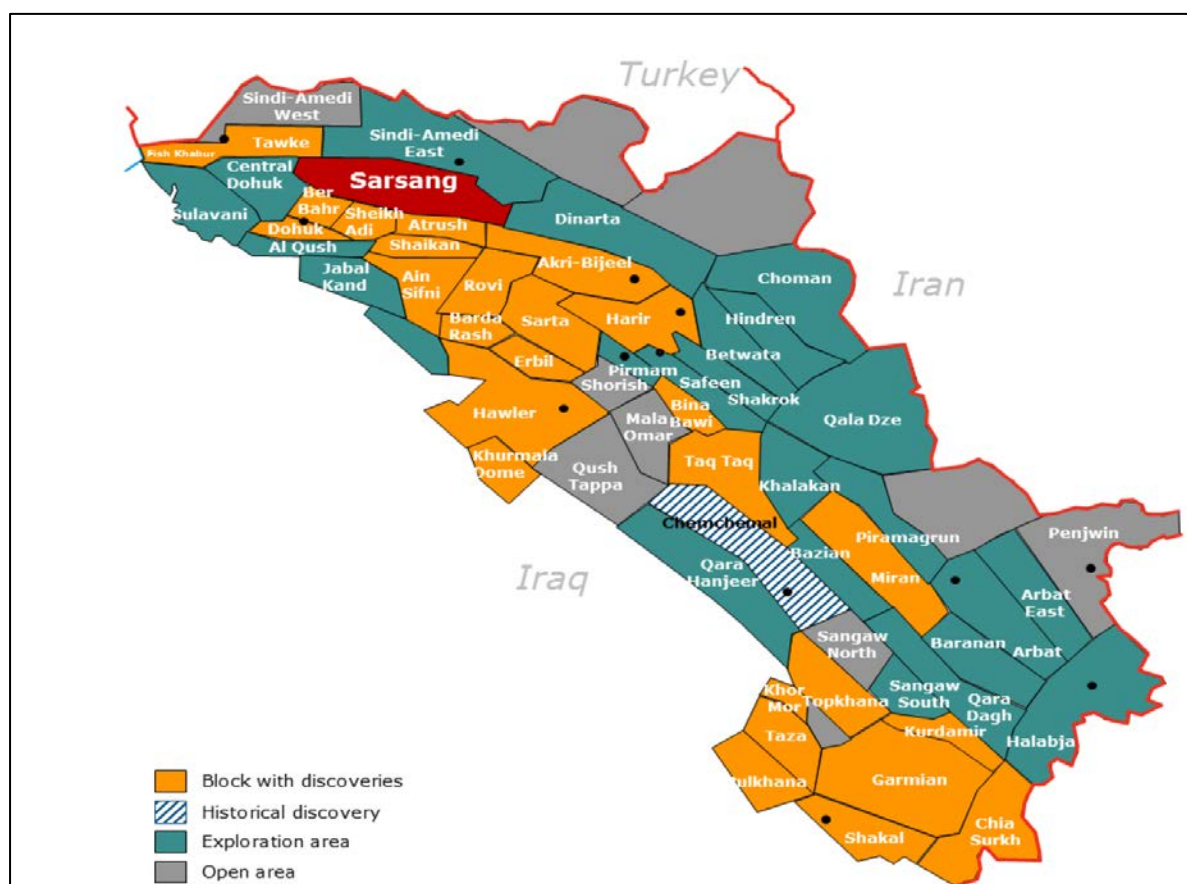 Turkey
Sindi-Amedi
West
Tawke
Sindi-Amedi
East
Fish Khabur
Central
Dohuk
Sarsang
Ber
Bahr
Sulavani
Sheikh
Adi
Atrush
Dinarta
Dohuk
Al Qush
Shaikan
Jabal
Kand
Ain
Sifni
Rovi
Akri-Bijeel
Choman
Iran
Barda
Rash
Sarta
Harir
Hindren
Erbil
Betwata
Pirmam
Shorish
Safeen
Shakrok
Hawler
Mala
Omar
Bina
Bawi
Qala Dze
Khurmala
Dome
Qush
Tappa
Taq Taq
Khalakan
Chemchemal
Piramagrun
Penjwin
Iraq
Qara
Hanjeer
Bazian
Miran
Arbat
East
Sangaw
North
Baranan
Arbat
Khor
Mor
Topkhana
Sangaw
South
Qara
Dagh
Taza
Kurdamir
Halabja
Garmian
Shakal
Chia
Surkh
Block with discoveries
Historical discovery
Exploration area
Open area